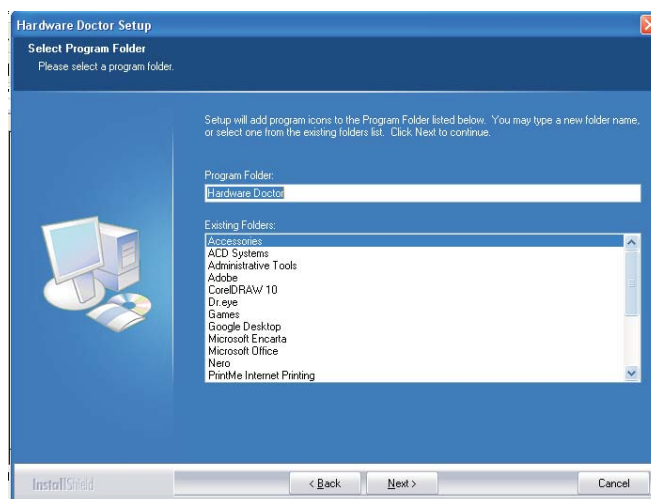 Hardware Doctor Setup
Select Program Folder
Please select a program folder.
Setup will add program icons to the Program Folder listed below. You may type a new folder name,
or select one from the existing folders list. Click Next to continue.
Program Folder:
Hardware Doctor
Existing Folders:
Accessories
ACD Systems
Administrative Tools
Adobe
CorelDRAW 10
Dr.eye
Games
Google Desktop
Microsoft Encarta
Microsoft Office
Nero
PrintMe Internet Printing
InstallShield
< Back
Next >
Cancel